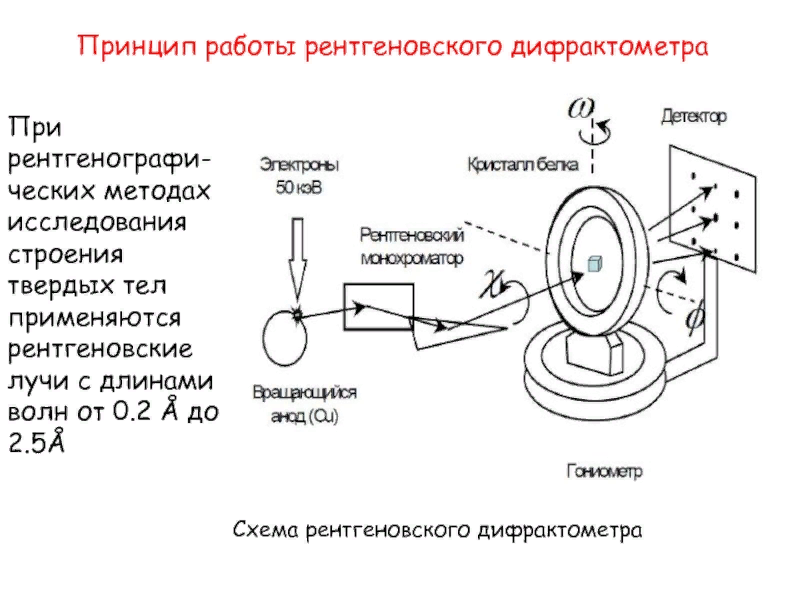 Принцип работы рентгеновского дифрактометра
При
рентгенографи-
ческих методах
исследования
строения
твердых тел
применяются
рентгеновские
лучи с длинами
волн от 0.2 Å до
2.5Å
Электроны
50 кэВ
Рентгеновский
монохроматор
Кристалл белка
ω
Детектор
χ
ϕ
Вращающийся
анод (Cu)
Гониометр
Схема рентгеновского дифрактометра